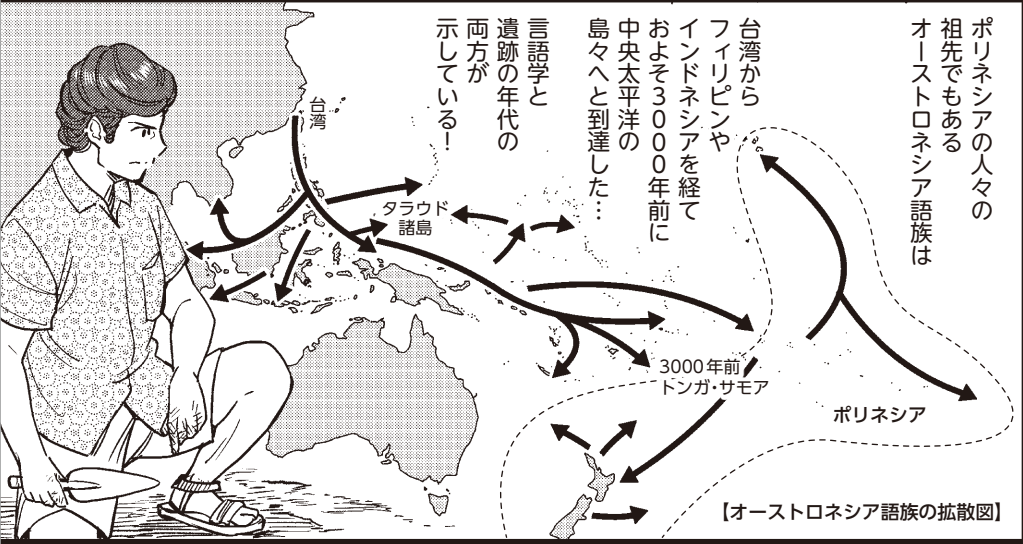 ポリネシアの人々の
祖先でもある
オーストロネシア語族は
台湾から
フィリピンや
インドネシアを経て
およそ3000年前に
中央太平洋の
島々へと到達した…
言語学と
遺跡の年代の
両方が
示している！
台湾
タラウド
諸島
3000年前
トンガ・サモア
ポリネシア
【オーストロネシア語族の拡散図】